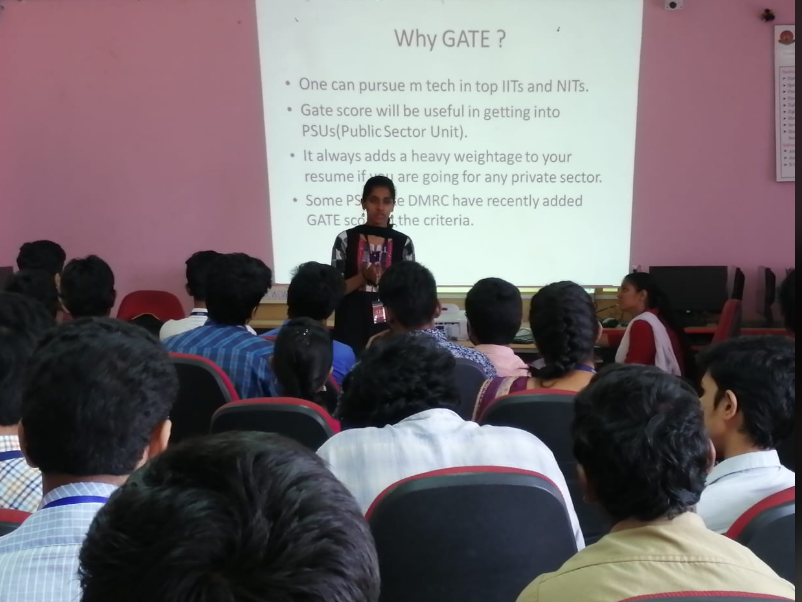 Why GATE ?
• One can pursue m tech in top IITs and NITs.
• Gate score will be useful in getting into
PSUs(Public Sector Unit).
• It always adds a heavy weightage to your
resume if you are going for any private sector.
• Some DMRC have recently added
GATE the criteria.